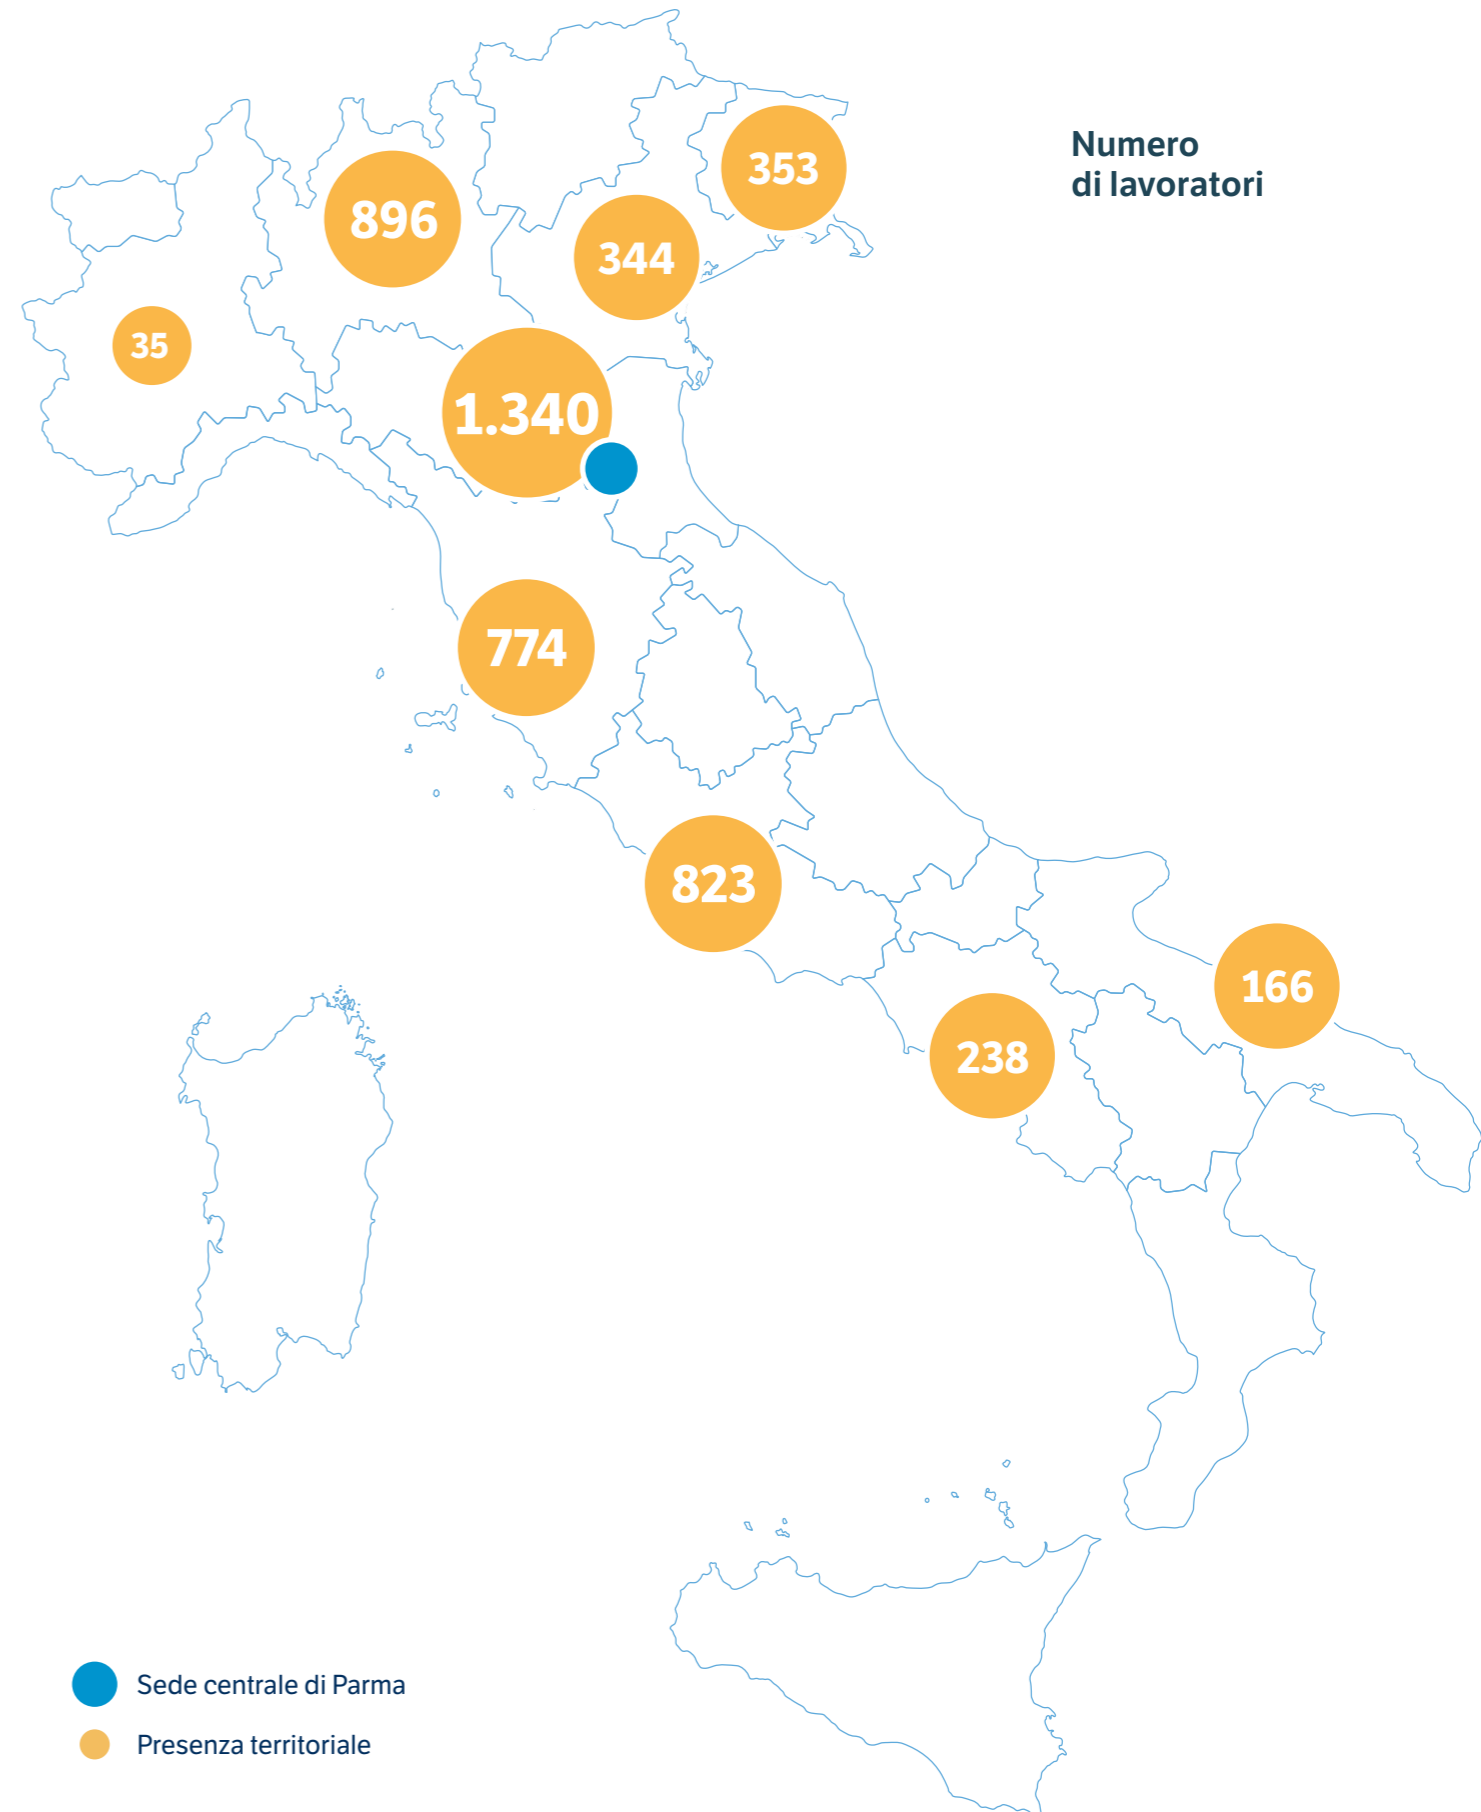 Numero
di lavoratori
353
896
344
35
1.340
774
823
166
238
Sede centrale di Parma
Presenza territoriale